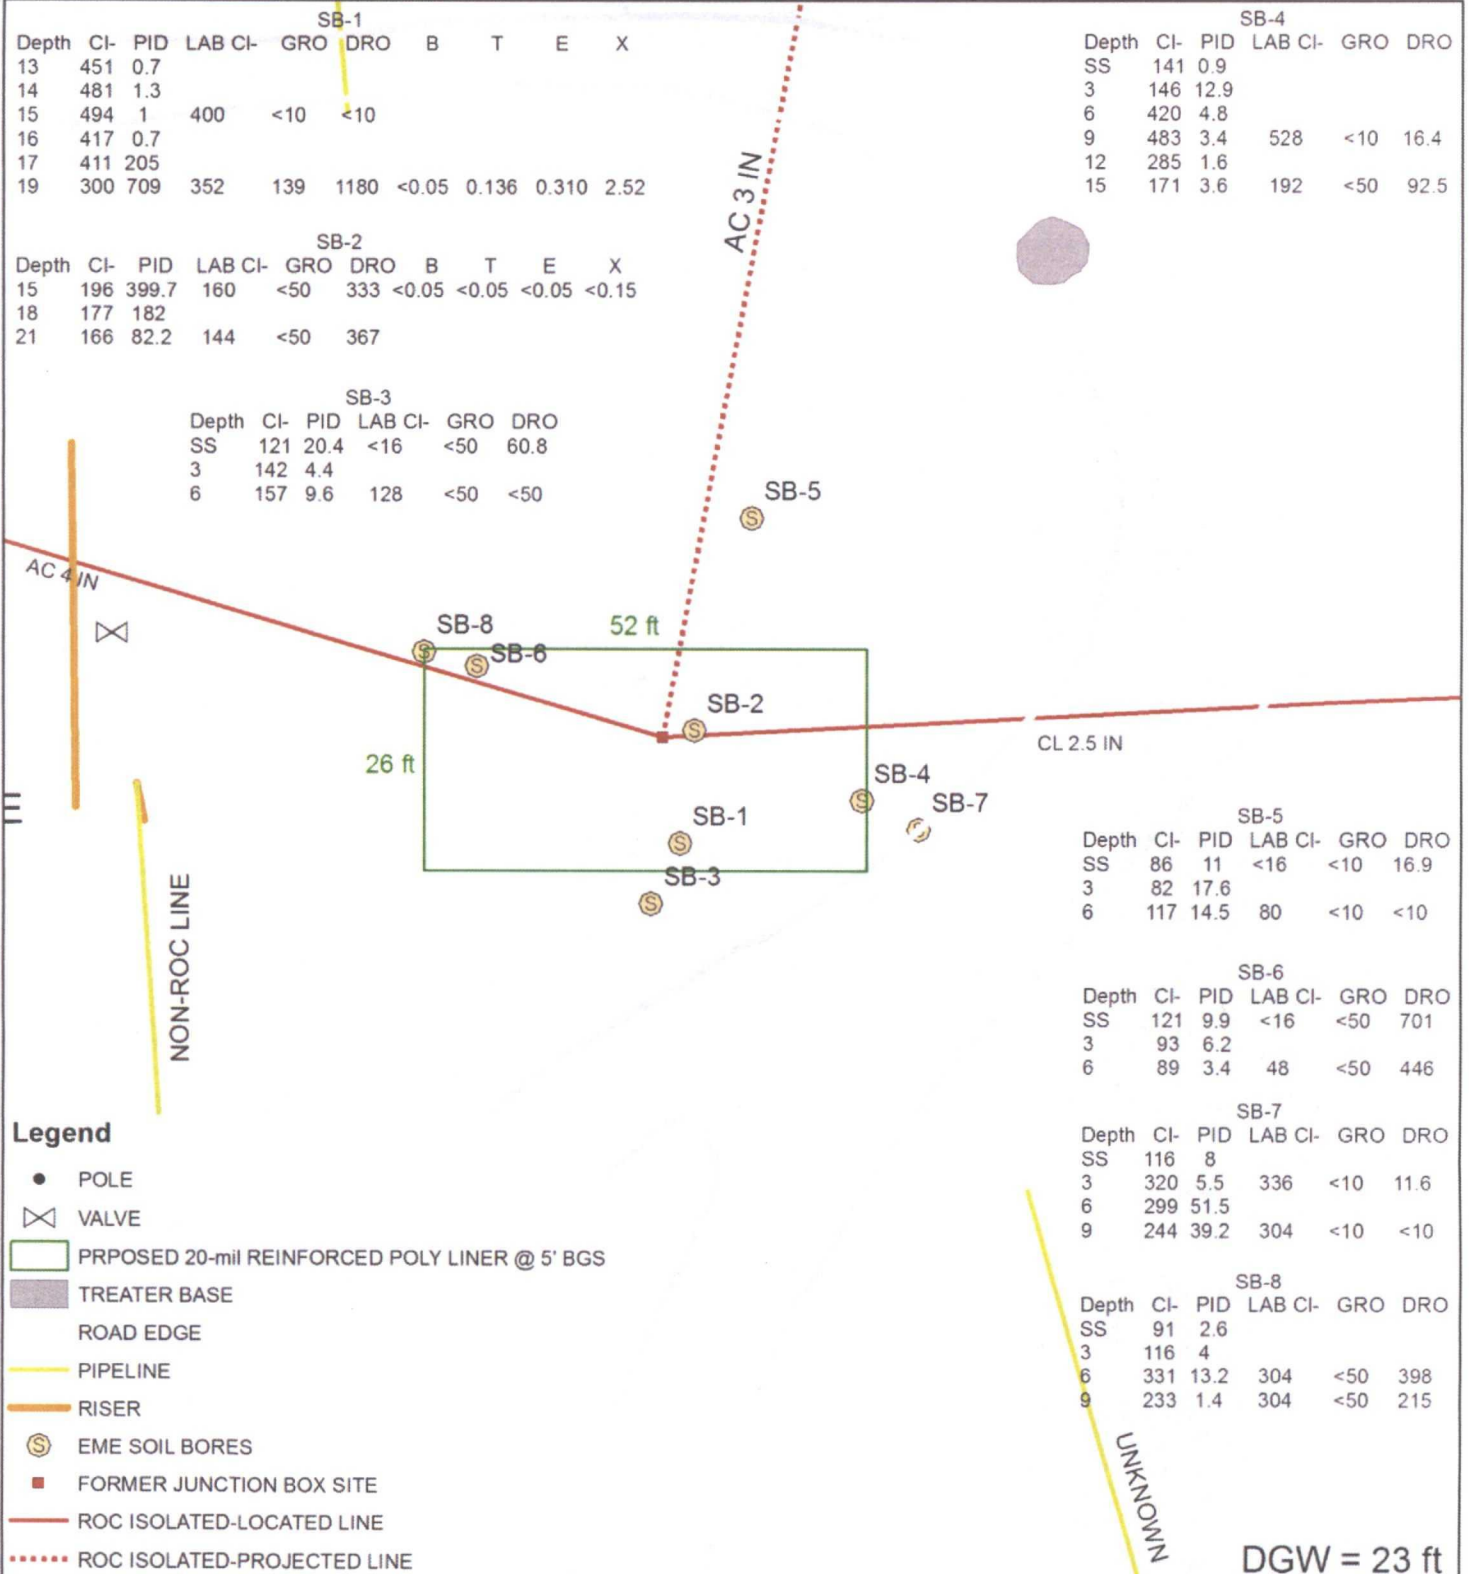 SB-1
Depth Cl- PID LAB Cl- GRO DRO B T E X
13 451 0.7
14 481 1.3
15 494 1 400 <10 <10
16 417 0.7
17 411 205
19 300 709 352 139 1180 <0.05 0.136 0.310 2.52
SB-2
Depth Cl- PID LAB Cl- GRO DRO B T E X
15 196 399.7 160 <50 333 <0.05 <0.05 <0.05 <0.15
18 177 182
21 166 82.2 144 <50 367
SB-3
Depth Cl- PID LAB Cl- GRO DRO
SS 121 20.4 <16 <50 60.8
3 142 4.4
6 157 9.6 128 <50 <50
SB-4
Depth Cl- PID LAB Cl- GRO DRO
SS 141 0.9
3 146 12.9
6 420 4.8
9 483 3.4 528 <10 16.4
12 285 1.6
15 171 3.6 192 <50 92.5
AC 3 IN
SB-5
AC 4 IN
SB-8
52 ft
SB-6
SB-2
CL 2.5 IN
26 ft
SB-4
SB-7
SB-1
SB-3
NON-ROC LINE
SB-5
Depth Cl- PID LAB Cl- GRO DRO
SS 86 11 <16 <10 16.9
3 82 17.6
6 117 14.5 80 <10 <10
SB-6
Depth Cl- PID LAB Cl- GRO DRO
SS 121 9.9 <16 <50 701
3 93 6.2
6 89 3.4 48 <50 446
SB-7
Depth Cl- PID LAB Cl- GRO DRO
SS 116 8
3 320 5.5 336 <10 11.6
6 299 51.5
9 244 39.2 304 <10 <10
SB-8
Depth Cl- PID LAB Cl- GRO DRO
SS 91 2.6
3 116 4
6 331 13.2 304 <50 398
9 233 1.4 304 <50 215
UNKNOWN
Legend
POLE
VALVE
PRPOSED 20-mil REINFORCED POLY LINER @ 5' BGS
TREATER BASE
ROAD EDGE
PIPELINE
RISER
S EME SOIL BORES
FORMER JUNCTION BOX SITE
ROC ISOLATED-LOCATED LINE
ROC ISOLATED-PROJECTED LINE
DGW = 23 ft